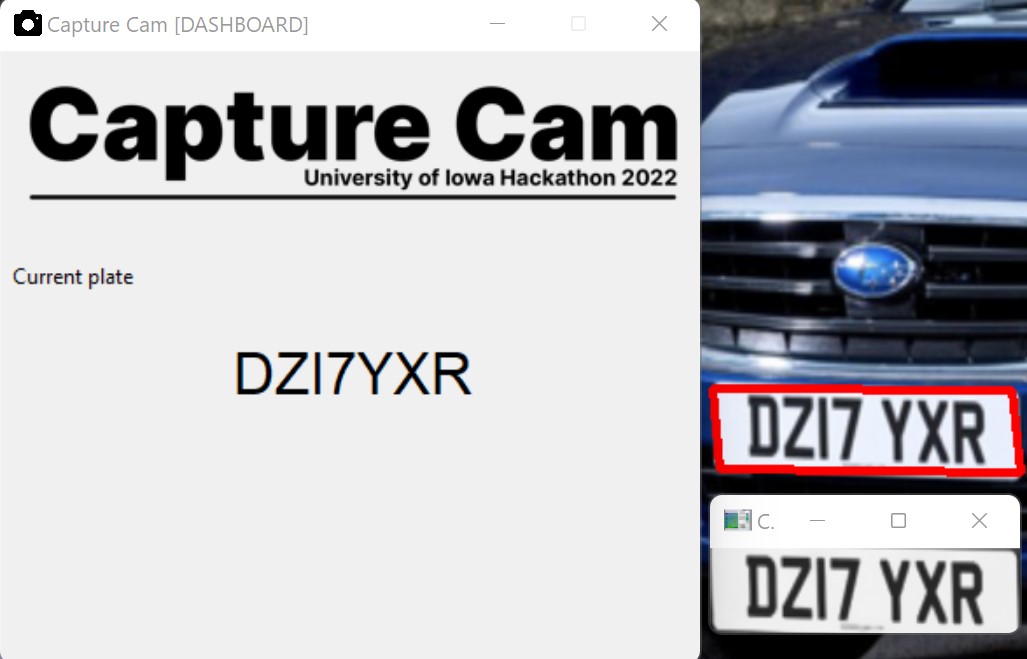 Capture Cam [DASHBOARD]
Capture Cam
University of Iowa Hackathon 2022
Current plate
DZI7YXR
DZ17 YXR
C.
DZ17 YXR